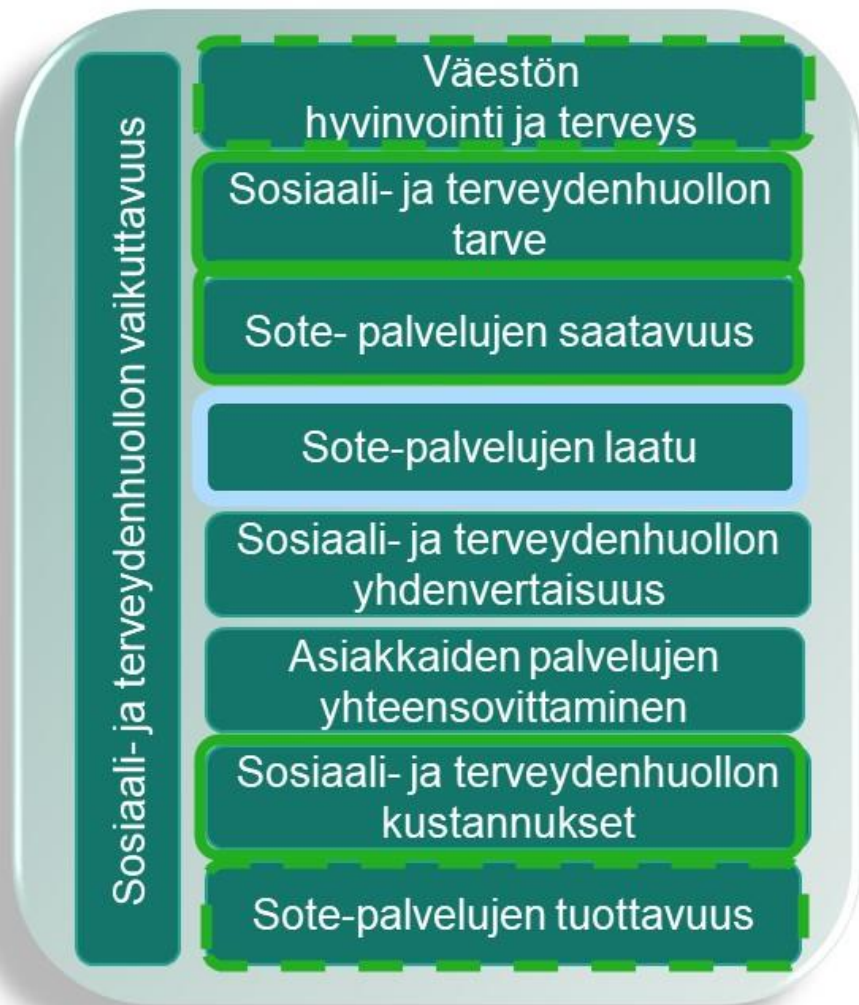 Sosiaali- ja terveydenhuollon vaikuttavuus
Väestön
hyvinvointi ja terveys
Sosiaali- ja terveydenhuollon
tarve
Sote- palvelujen saatavuus
Sote-palvelujen laatu
Sosiaali- ja terveydenhuollon
yhdenvertaisuus
Asiakkaiden palvelujen
yhteensovittaminen
Sosiaali- ja terveydenhuollon
kustannukset
Sote-palvelujen tuottavuus